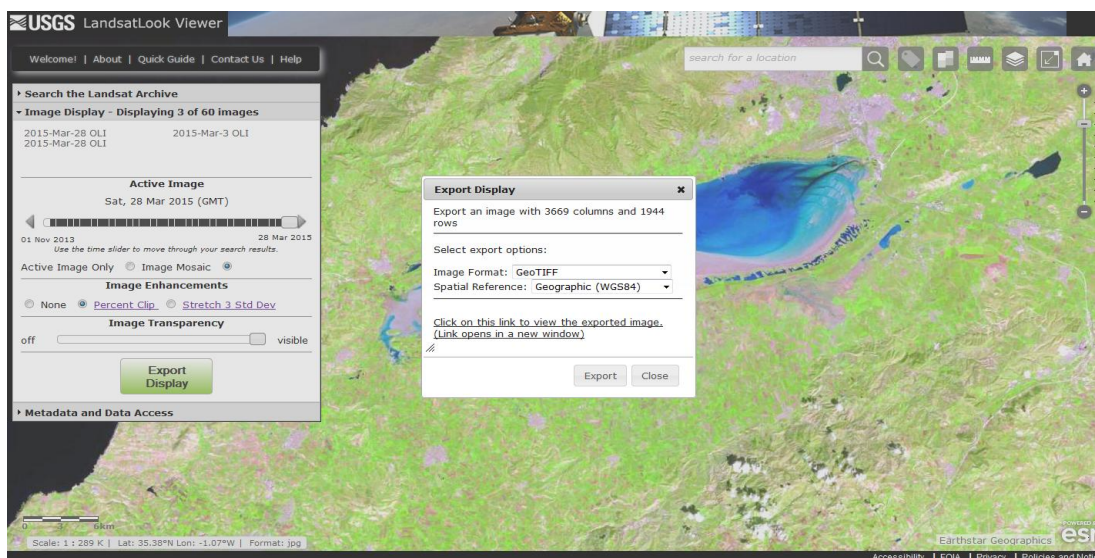 USGS LandsatLook Viewer
Welcome! | About | Quick Guide | Contact Us | Help
search for a location
Search the Landsat Archive
Image Display - Displaying 3 of 60 images
2015-Mar-28 OLI 2015-Mar-3 OLI
2015-Mar-28 OLI
Active Image
Sat, 28 Mar 2015 (GMT)
01 Nov 2013 28 Mar 2015
Use the time slider to move through your search results.
Active Image Only Image Mosaic
Image Enhancements
None Percent Clip Stretch 3 Std Dev
Image Transparency
off visible
Export
Display
Metadata and Data Access
Export Display
Export an image with 3669 columns and 1944
rows
Select export options:
Image Format: GeoTIFF
Spatial Reference: Geographic (WGS84)
Click on this link to view the exported image.
(Link opens in a new window)
Export Close
0 3 6km
Scale: 1 : 289 K | Lat: 35.38°N Lon: -1.07°W | Format: jpg
Earthstar Geographics
POWERED
esri
Accessibility | FOIA | Privacy | Policies and